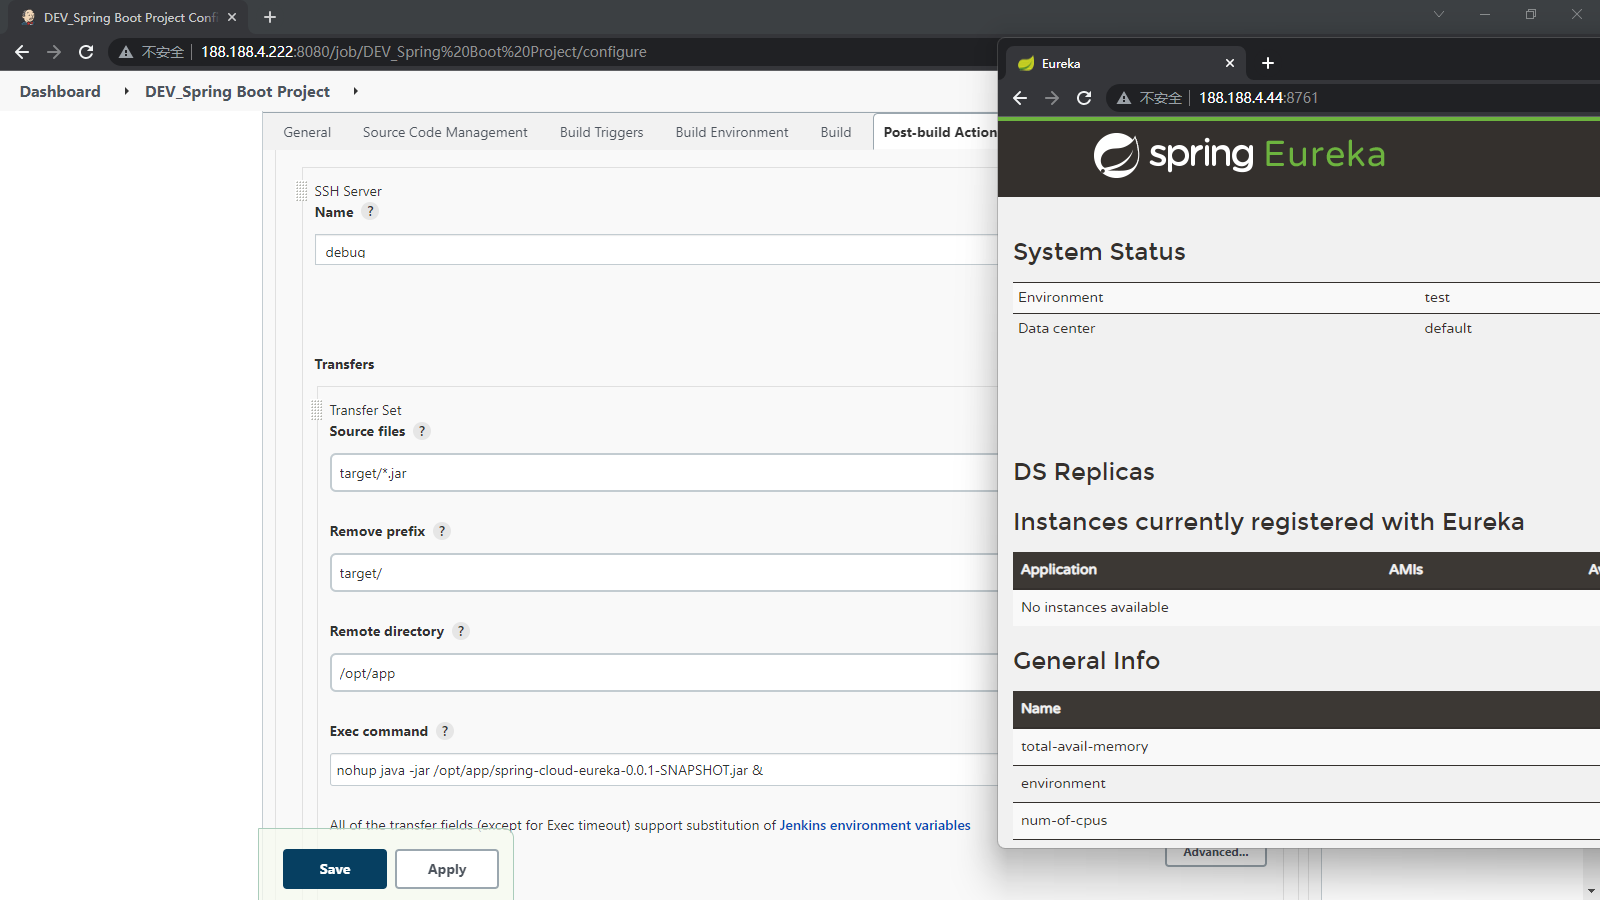 DEV_Spring Boot Project Confi
不安全
188.188.4.222:8080/job/DEV_Spring%20Boot%20Project/configure
Dashboard
DEV_Spring Boot Project
General
Source Code Management
Build Triggers
Build Environment
Build
Post-build Action
SSH Server
Name ?
debug
Transfers
Transfer Set
Source files ?
target/*.jar
Remove prefix ?
target/
Remote directory ?
/opt/app
Exec command ?
nohup java -jar /opt/app/spring-cloud-eureka-0.0.1-SNAPSHOT.jar &
All of the transfer fields (except for Exec timeout) support substitution of Jenkins environment variables
Advanced...
Save
Apply
Eureka
不安全
188.188.4.44:8761
spring Eureka
System Status
Environment test
Data center default
DS Replicas
Instances currently registered with Eureka
Application AMIs Av
No instances available
General Info
Name
total-avail-memory
environment
num-of-cpus